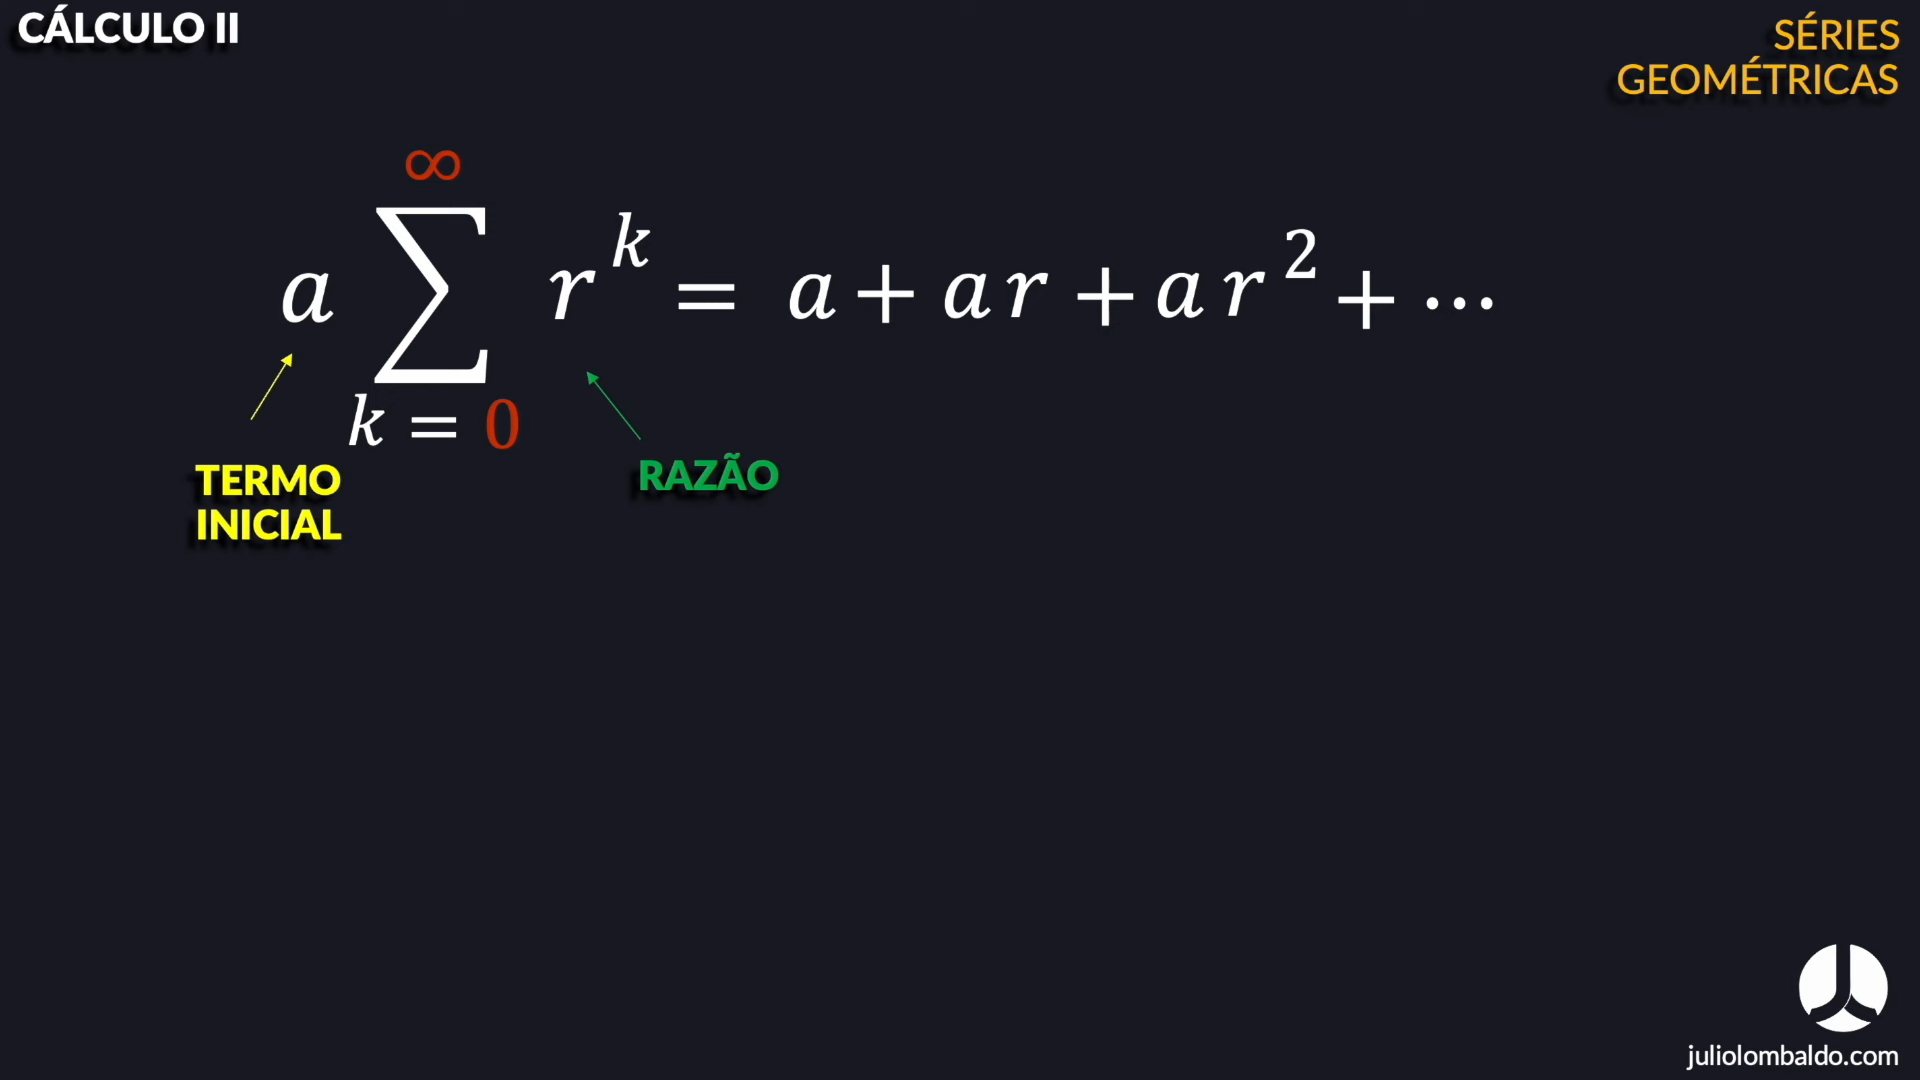 CÁLCULO II
SÉRIES
GEOMÉTRICAS
∞
a ∑ r^k = a + ar + ar^2 + ⋯
k = 0
TERMO
INICIAL
RAZÃO
juliolombaldo.com